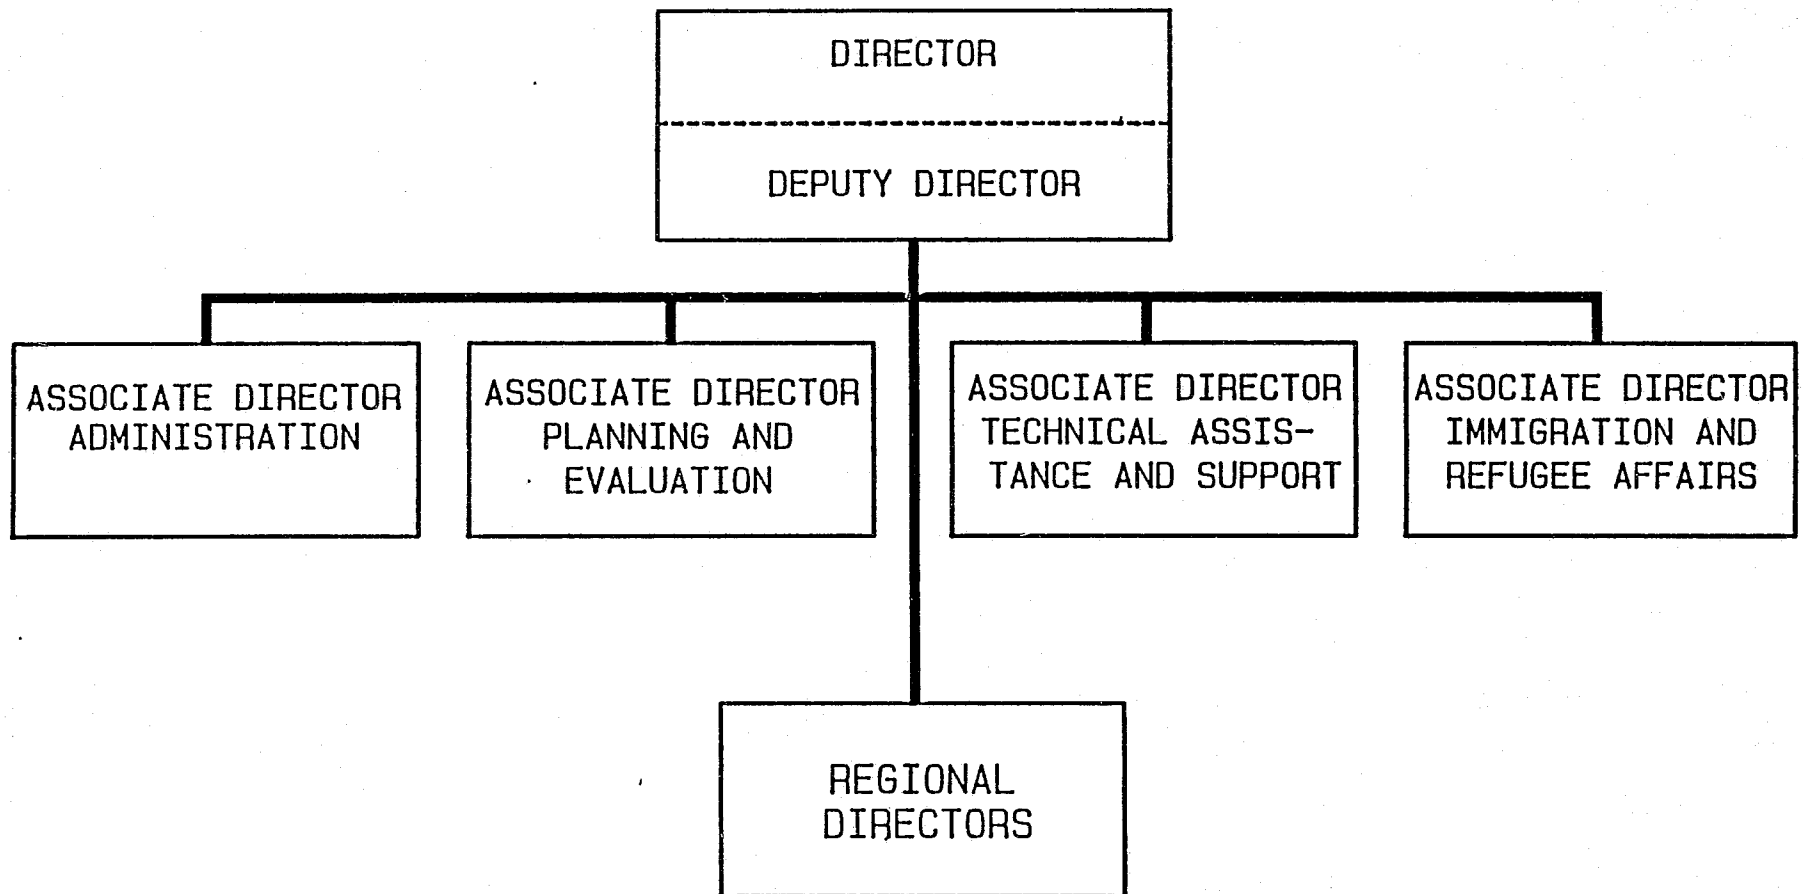 DIRECTOR
DEPUTY DIRECTOR
ASSOCIATE DIRECTOR
ADMINISTRATION
ASSOCIATE DIRECTOR
PLANNING AND
EVALUATION
ASSOCIATE DIRECTOR
TECHNICAL ASSIS-
TANCE AND SUPPORT
ASSOCIATE DIRECTOR
IMMIGRATION AND
REFUGEE AFFAIRS
REGIONAL
DIRECTORS